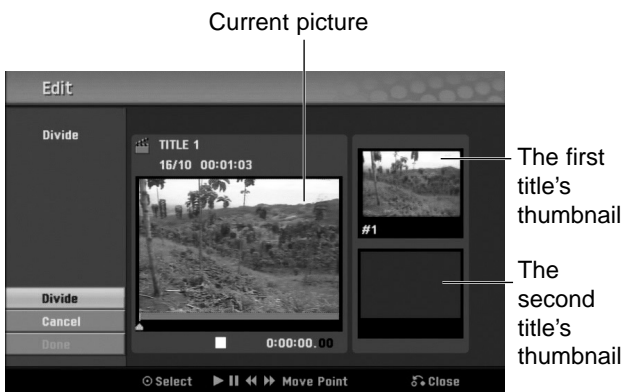 Current picture
Edit
Divide
TITLE 1
16/10 00:01:03
#1
The first
title's
thumbnail
The
second
title's
thumbnail
Divide
Cancel
Done
0:00:00.00
Select
Move Point
Close